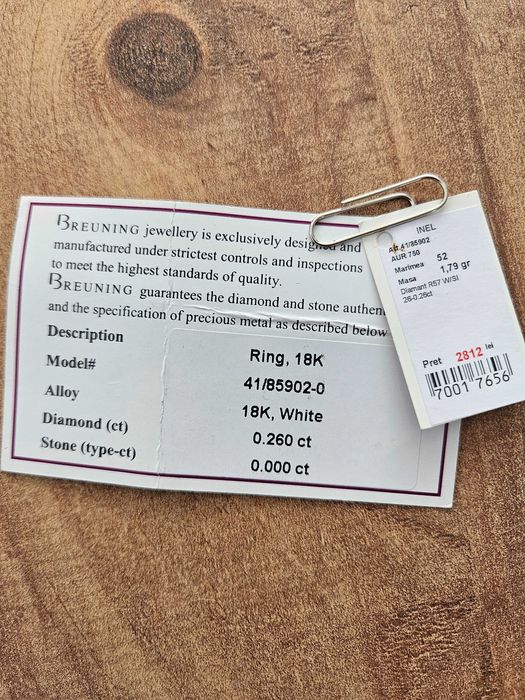 BREUNING jewellery is exclusively designed and
manufactured under strictest controls and inspections
to meet the highest standards of quality.
BREUNING guarantees the diamond and stone authen
and the specification of precious metal as described below
Description Ring, 18K
Model# 41/85902-0
Alloy 18K, White
Diamond (ct) 0.260 ct
Stone (type-ct) 0.000 ct
INEL
41/85902
AUR 750
Marimea 52
Masa 1,79 gr
Diamant R57 W/SI
26-0.26ct
Pret 2812 lei
7001 7656